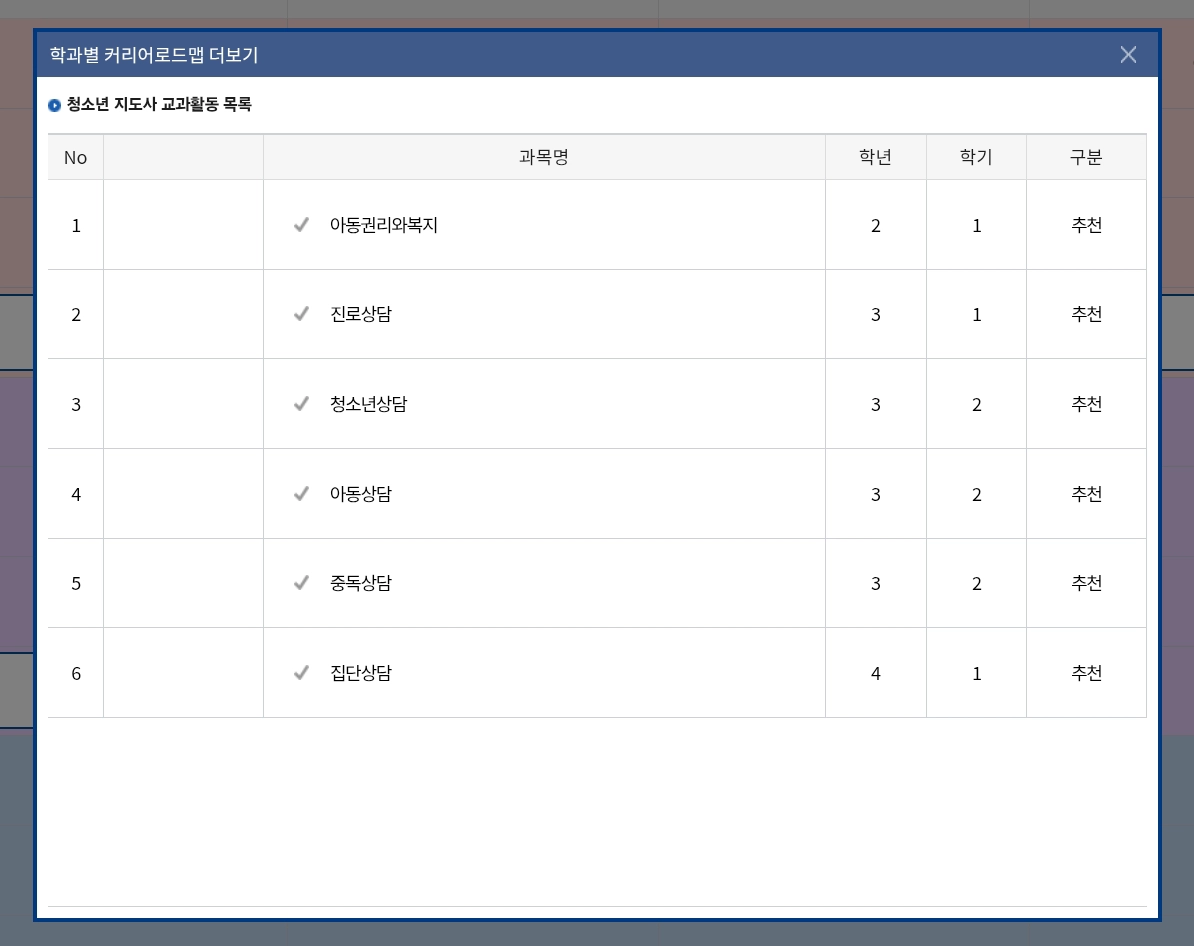 학과별 커리어로드맵 더보기
청소년 지도사 교과활동 목록
No 과목명 학년 학기 구분
1 아동권리와복지 2 1 추천
2 진로상담 3 1 추천
3 청소년상담 3 2 추천
4 아동상담 3 2 추천
5 중독상담 3 2 추천
6 집단상담 4 1 추천